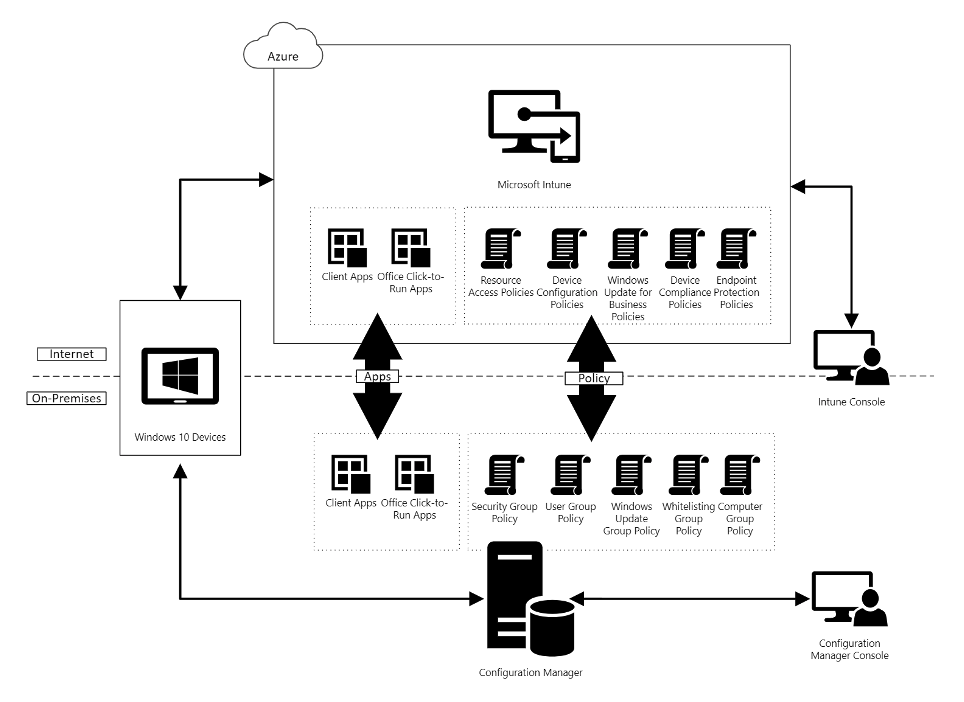 Azure
Microsoft Intune
Client Apps
Office Click-to-
Run Apps
Resource
Access Policies
Device
Configuration
Policies
Windows
Update for
Business
Policies
Device
Compliance
Policies
Endpoint
Protection
Policies
Internet
On-Premises
Windows 10 Devices
Apps
Policy
Intune Console
Client Apps
Office Click-to-
Run Apps
Security Group
Policy
User Group
Policy
Windows
Update
Group Policy
Whitelisting
Group
Policy
Computer
Group
Policy
Configuration Manager
Configuration
Manager Console